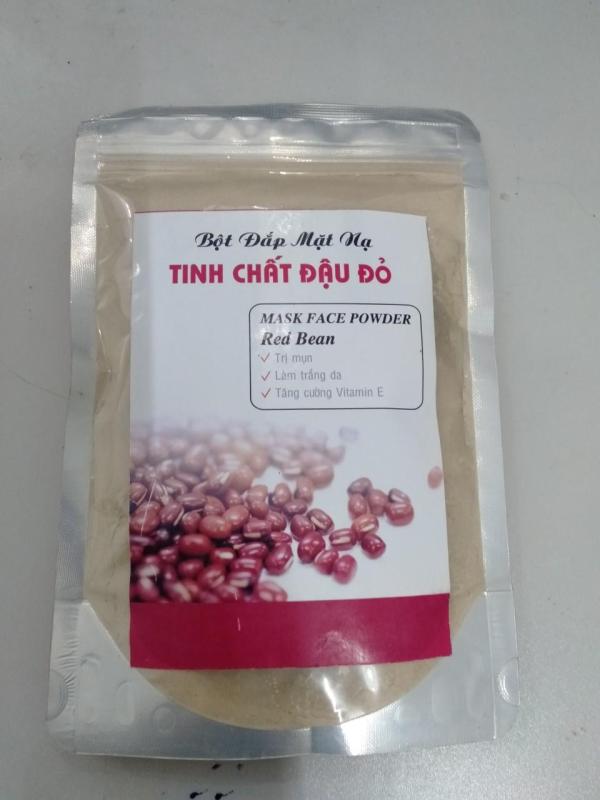 Bột Đắp Mặt Nạ
TINH CHẤT ĐẬU ĐỎ
MASK FACE POWDER
Red Bean
Trị mụn
Làm trắng da
Tăng cường Vitamin E